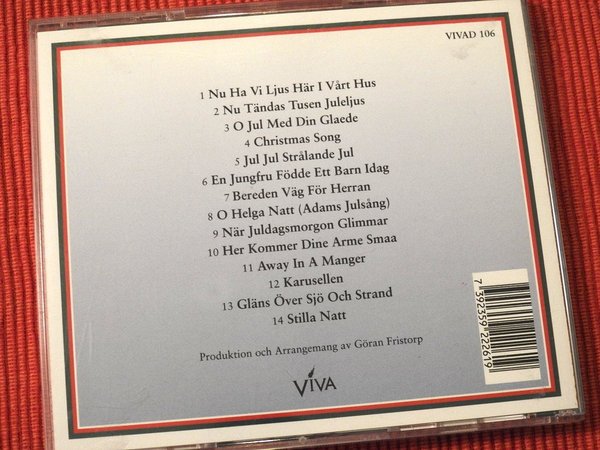 VIVAD 106
1 Nu Ha Vi Ljus Här I Vårt Hus
2 Nu Tändas Tusen Juleljus
3 O Jul Med Din Glaede
4 Christmas Song
5 Jul Jul Strålande Jul
6 En Jungfru Födde Ett Barn Idag
7 Bereden Väg För Herran
8 O Helga Natt (Adams Julsång)
9 När Juldagsmorgon Glimmar
10 Her Kommer Dine Arme Smaa
11 Away In A Manger
12 Karusellen
13 Gläns Över Sjö Och Strand
14 Stilla Natt
Produktion och Arrangemang av Göran Fristorp
VIVA
7 392359 222619